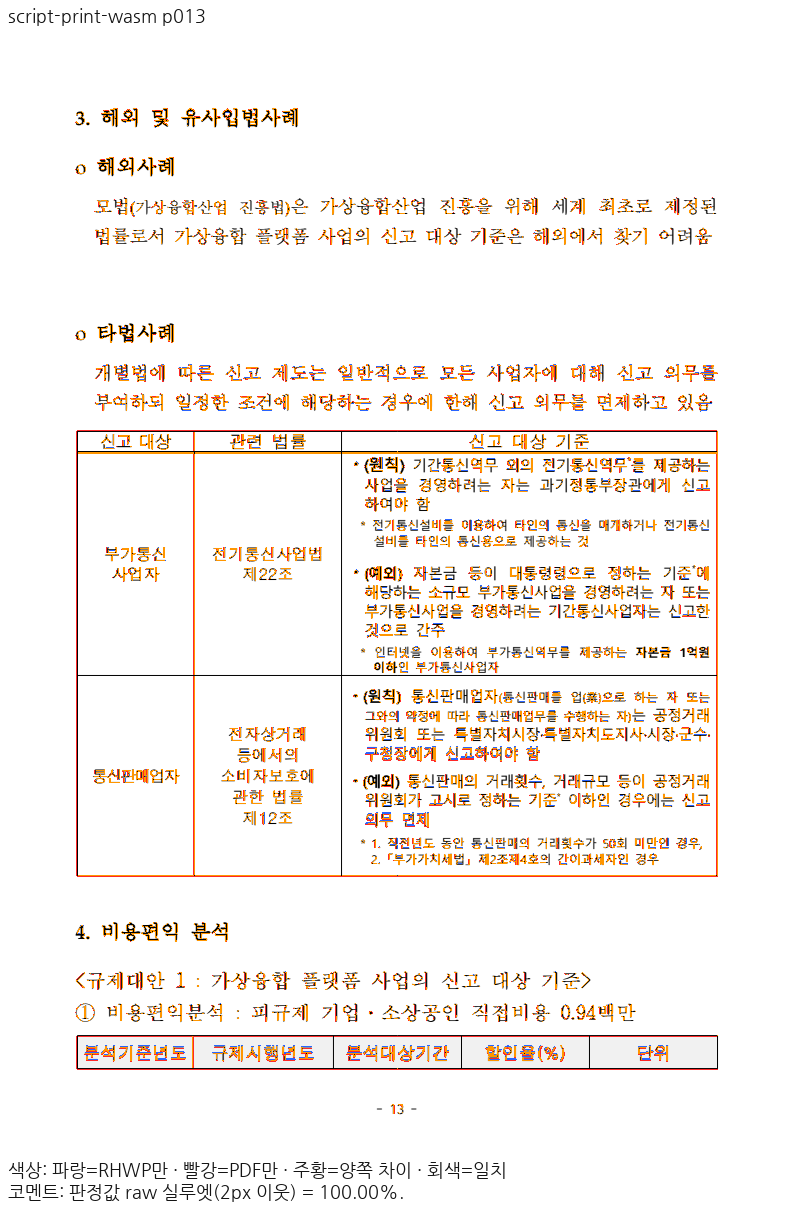 script-print-wasm p013
3. 해외 및 유사입법사례
o 해외사례
모법(가상융합산업 진흥법)은 가상융합산업 진흥을 위해 세계 최초로 제정된
법률로서 가상융합 플랫폼 사업의 신고 대상 기준은 해외에서 찾기 어려움
o 타법사례
개별법에 따른 신고 제도는 일반적으로 모든 사업자에 대해 신고 의무를
부여하되 일정한 조건에 해당하는 경우에 한해 신고 의무를 면제하고 있음
신고 대상 관련 법률 신고 대상 기준
부가통신
사업자
전기통신사업법
제22조
• (원칙) 기간통신역무 외의 전기통신역무*를 제공하는
사업을 경영하려는 자는 과기정통부장관에게 신고
하여야 함
* 전기통신설비를 이용하여 타인의 통신을 매개하거나 전기통신
설비를 타인의 통신용으로 제공하는 것
• (예외) 자본금 등이 대통령령으로 정하는 기준*에
해당하는 소규모 부가통신사업을 경영하려는 자 또는
부가통신사업을 경영하려는 기간통신사업자는 신고한
것으로 간주
* 인터넷을 이용하여 부가통신역무를 제공하는 자본금 1억원
이하인 부가통신사업자
통신판매업자
전자상거래
등에서의
소비자보호에
관한 법률
제12조
• (원칙) 통신판매업자(통신판매를 업(業)으로 하는 자 또는
그와의 약정에 따라 통신판매업무를 수행하는 자)는 공정거래
위원회 또는 특별자치시장·특별자치도지사·시장·군수·
구청장에게 신고하여야 함
• (예외) 통신판매의 거래횟수, 거래규모 등이 공정거래
위원회가 고시로 정하는 기준* 이하인 경우에는 신고
의무 면제
* 1. 직전년도 동안 통신판매의 거래횟수가 50회 미만인 경우,
2. 「부가가치세법」 제2조제4호의 간이과세자인 경우
4. 비용편익 분석
<규제대안 1 : 가상융합 플랫폼 사업의 신고 대상 기준>
① 비용편익분석 : 피규제 기업·소상공인 직접비용 0.94백만
분석기준년도 규제시행년도 분석대상기간 할인율(%) 단위
- 13 -
색상: 파랑=RHWP만 · 빨강=PDF만 · 주황=양쪽 차이 · 회색=일치
코멘트: 판정값 raw 실루엣(2px 이웃) = 100.00%.